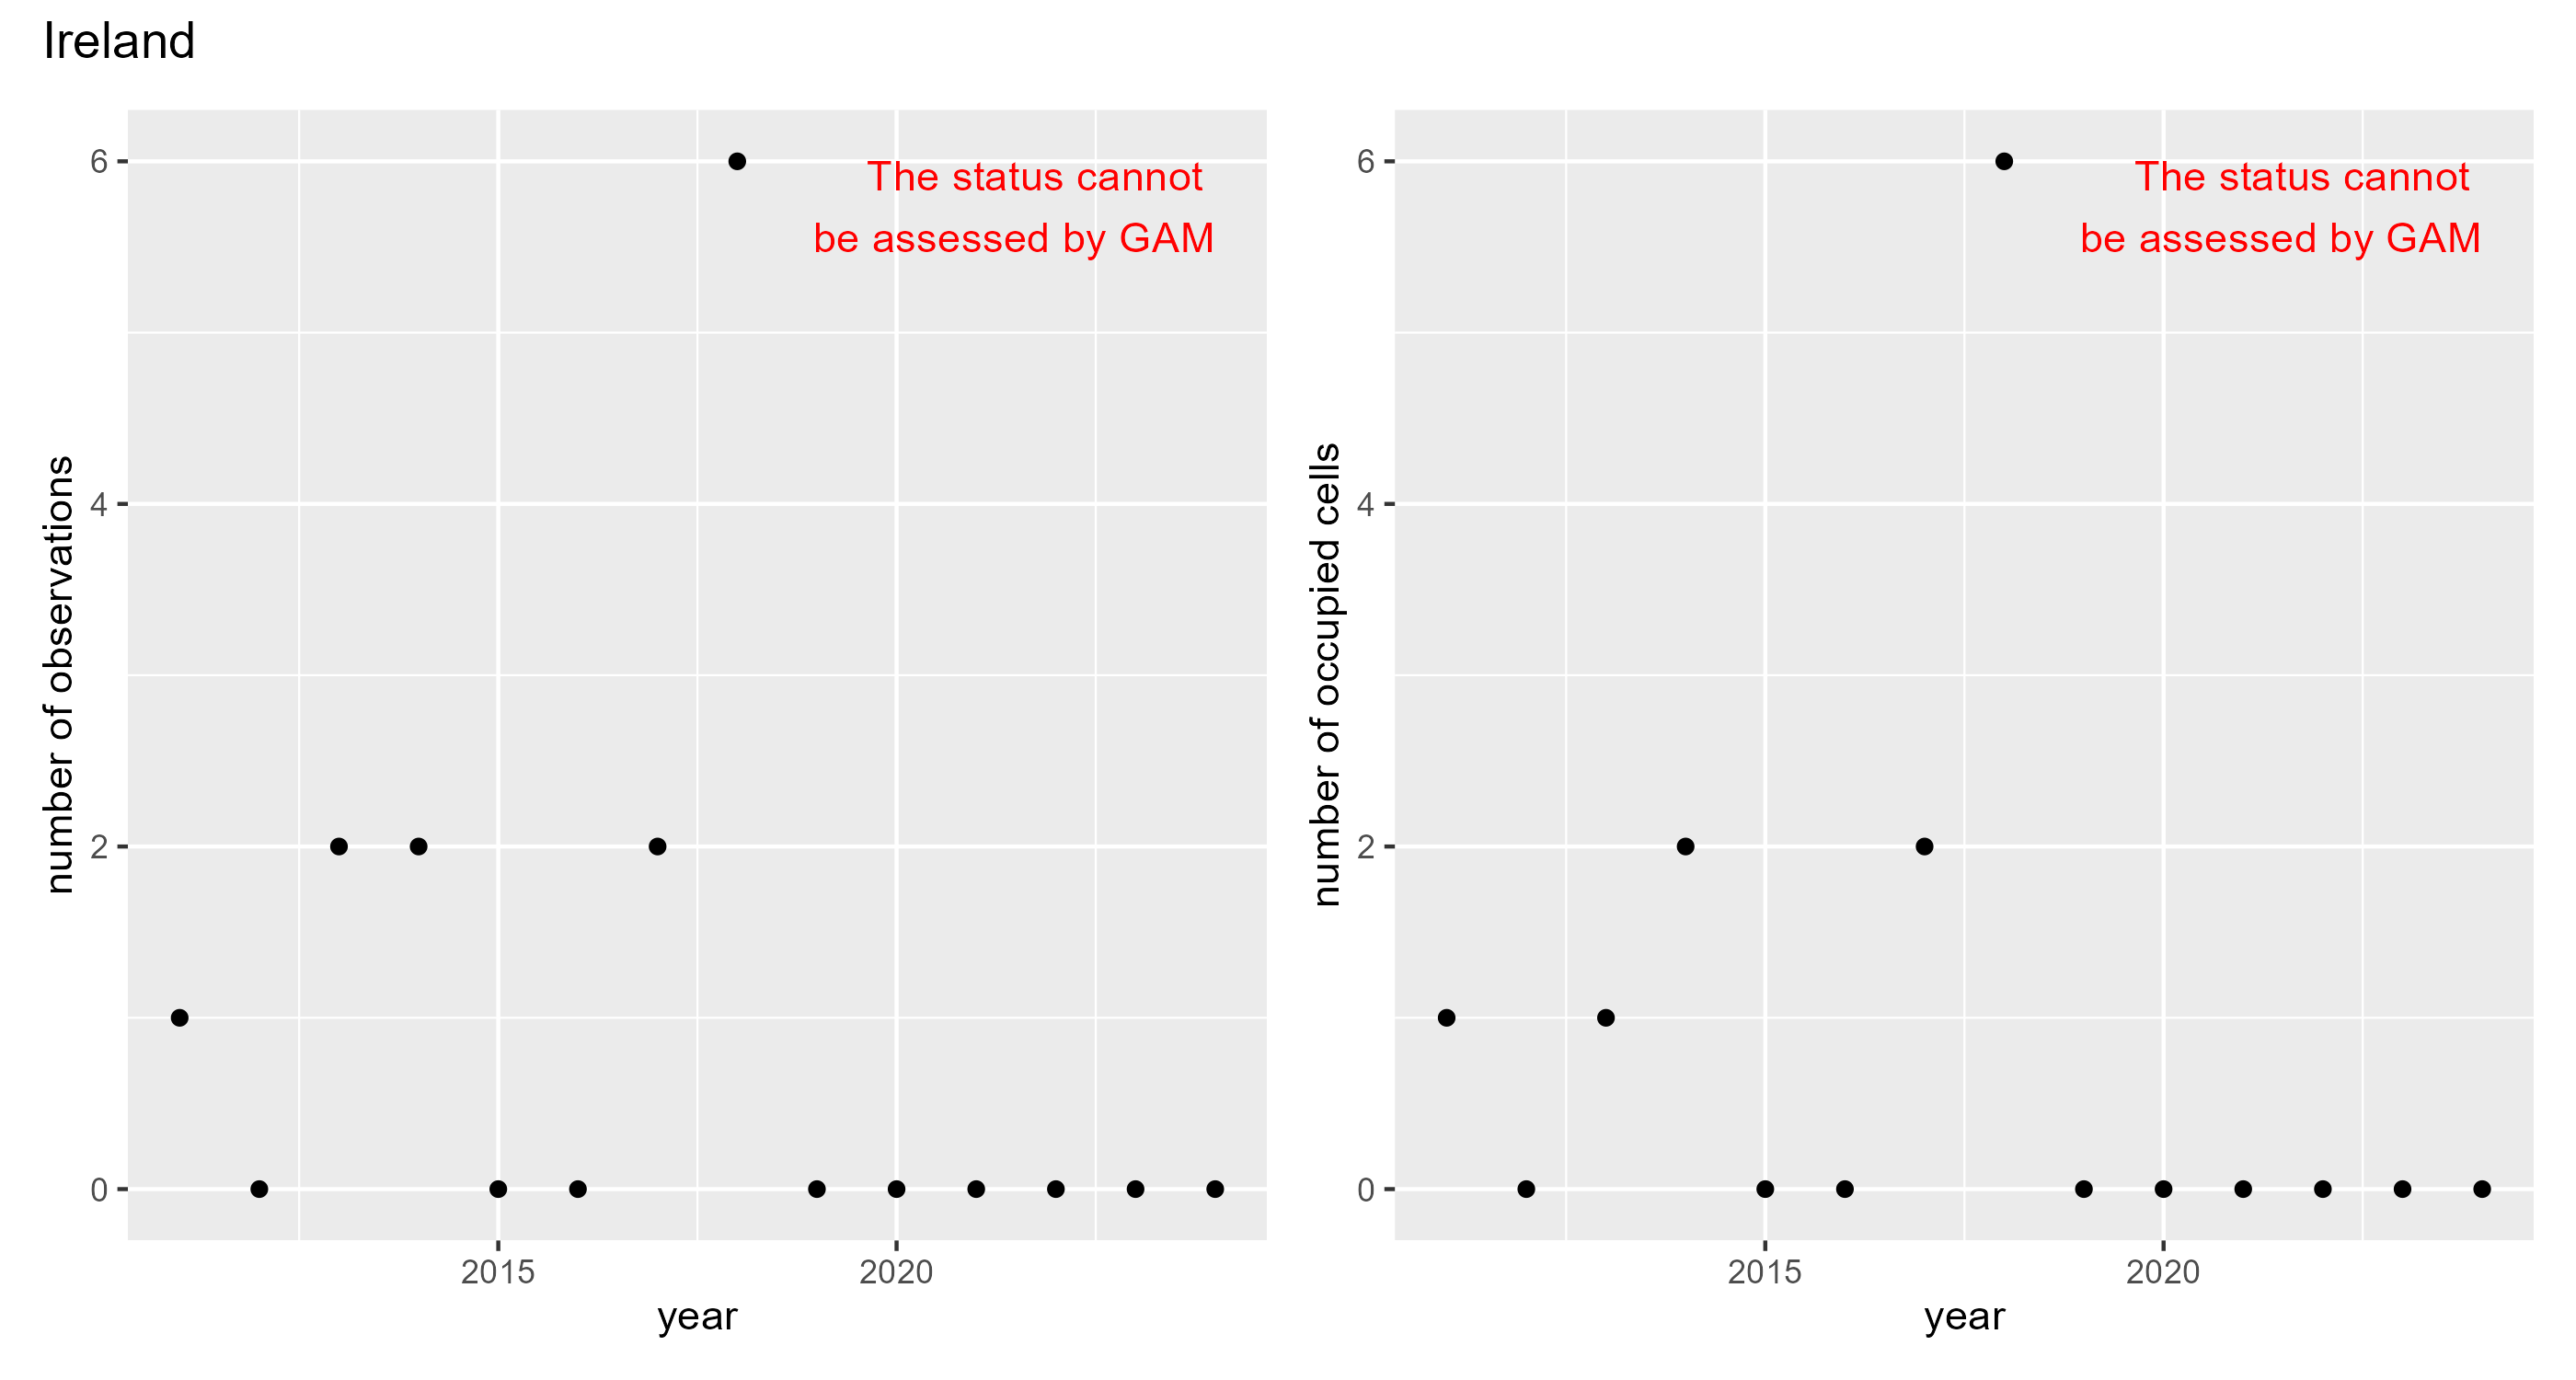 Ireland
number of observations
6
4
2
0
The status cannot
be assessed by GAM
2015
2020
year
number of occupied cells
6
4
2
0
The status cannot
be assessed by GAM
2015
2020
year